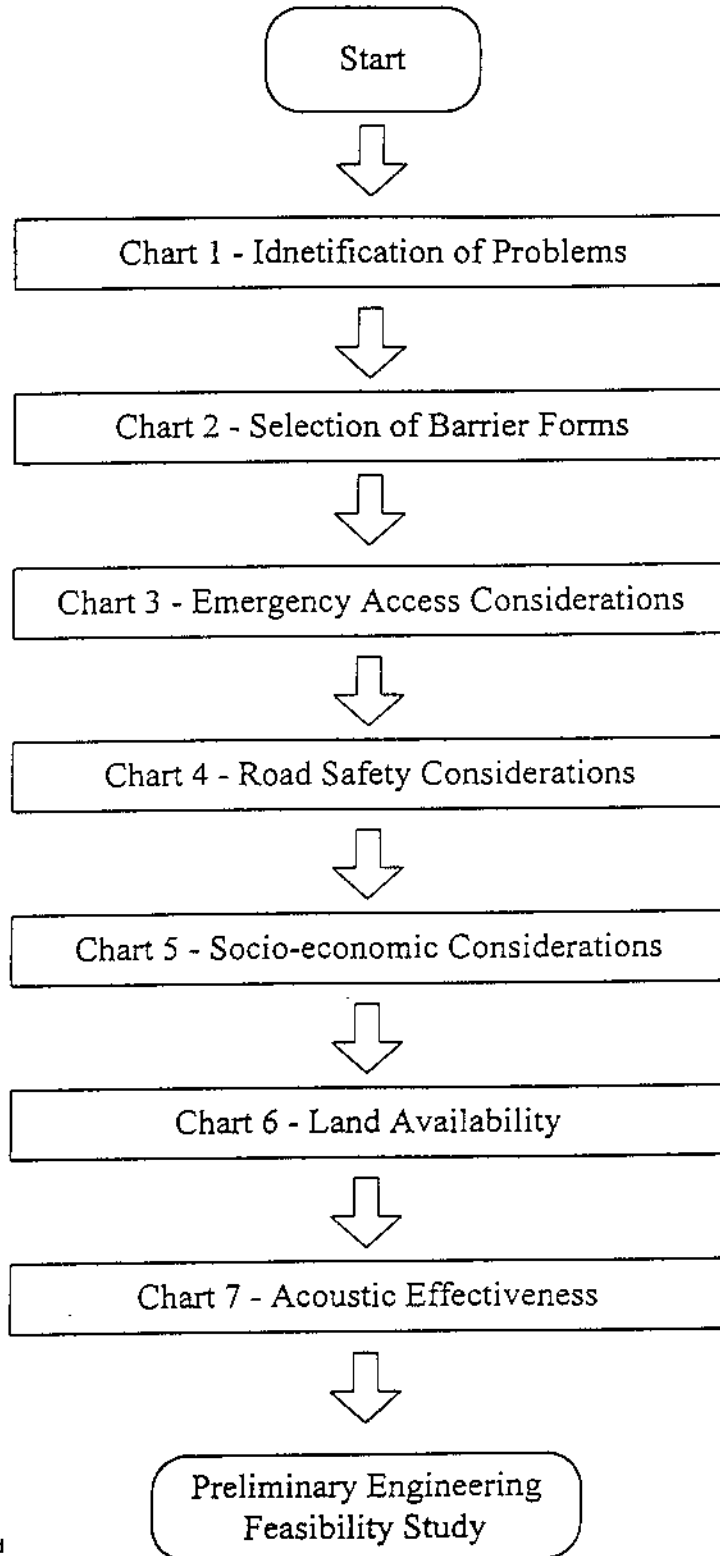 Start
Chart 1 - Idnetification of Problems
Chart 2 - Selection of Barrier Forms
Chart 3 - Emergency Access Considerations
Chart 4 - Road Safety Considerations
Chart 5 - Socio-economic Considerations
Chart 6 - Land Availability
Chart 7 - Acoustic Effectiveness
Preliminary Engineering
Feasibility Study